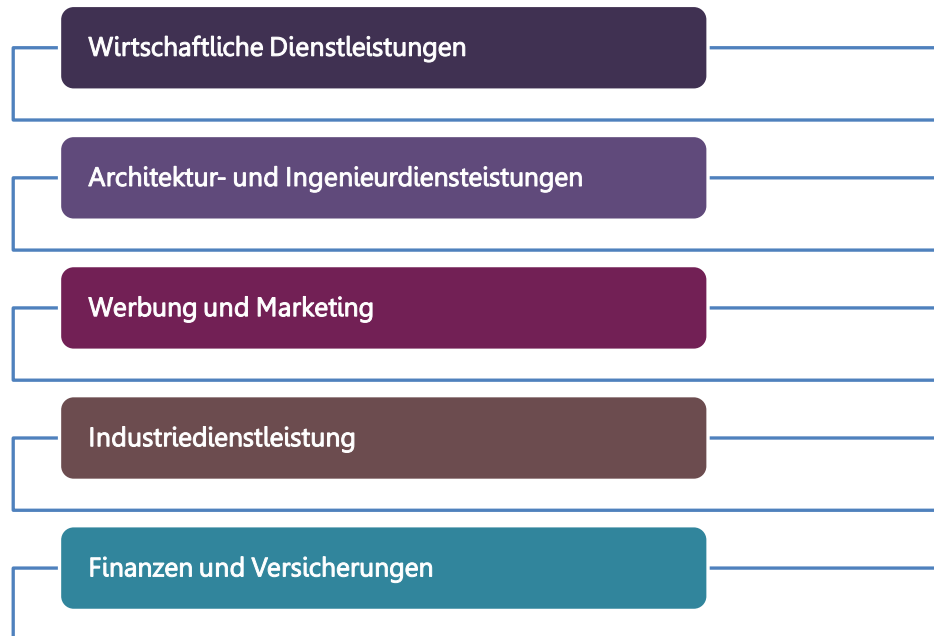 Wirtschaftliche Dienstleistungen
Architektur- und Ingenieurdiensteistungen
Werbung und Marketing
Industriedienstleistung
Finanzen und Versicherungen